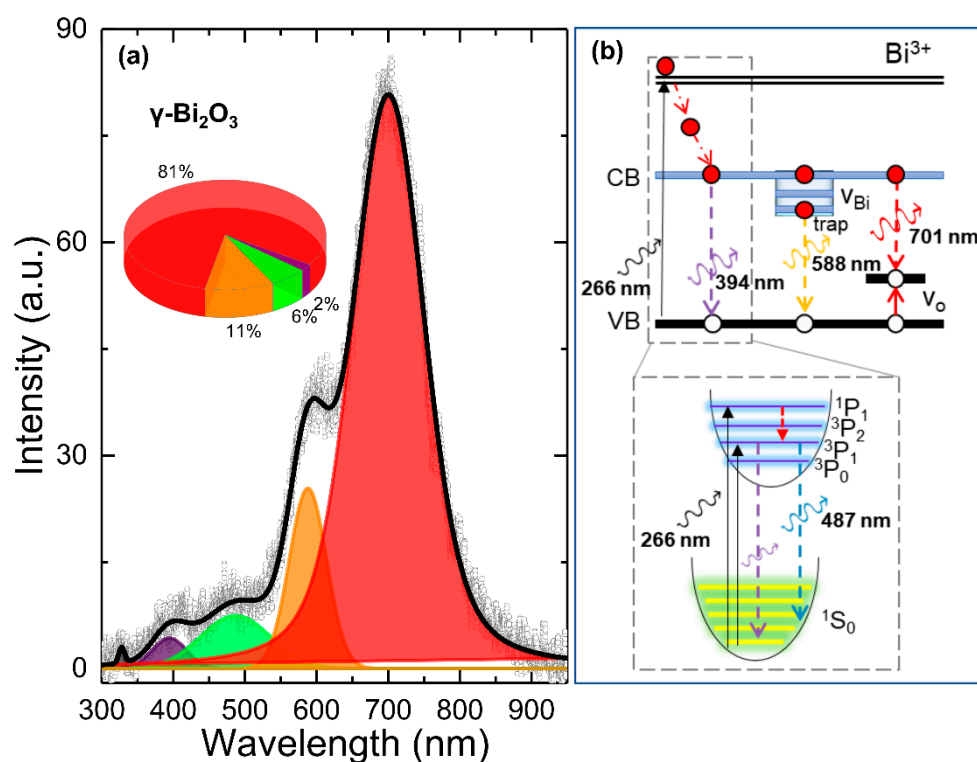 (a)
γ-Bi₂O₃
81%
11%
6%
2%
90
60
30
0
Intensity (a.u.)
300 400 500 600 700 800 900
Wavelength (nm)
(b)
Bi³⁺
CB
V_Bi
trap
701 nm
588 nm
394 nm
266 nm
V_o
VB
¹P₁
³P₂
³P₁
³P₀
487 nm
266 nm
¹S₀